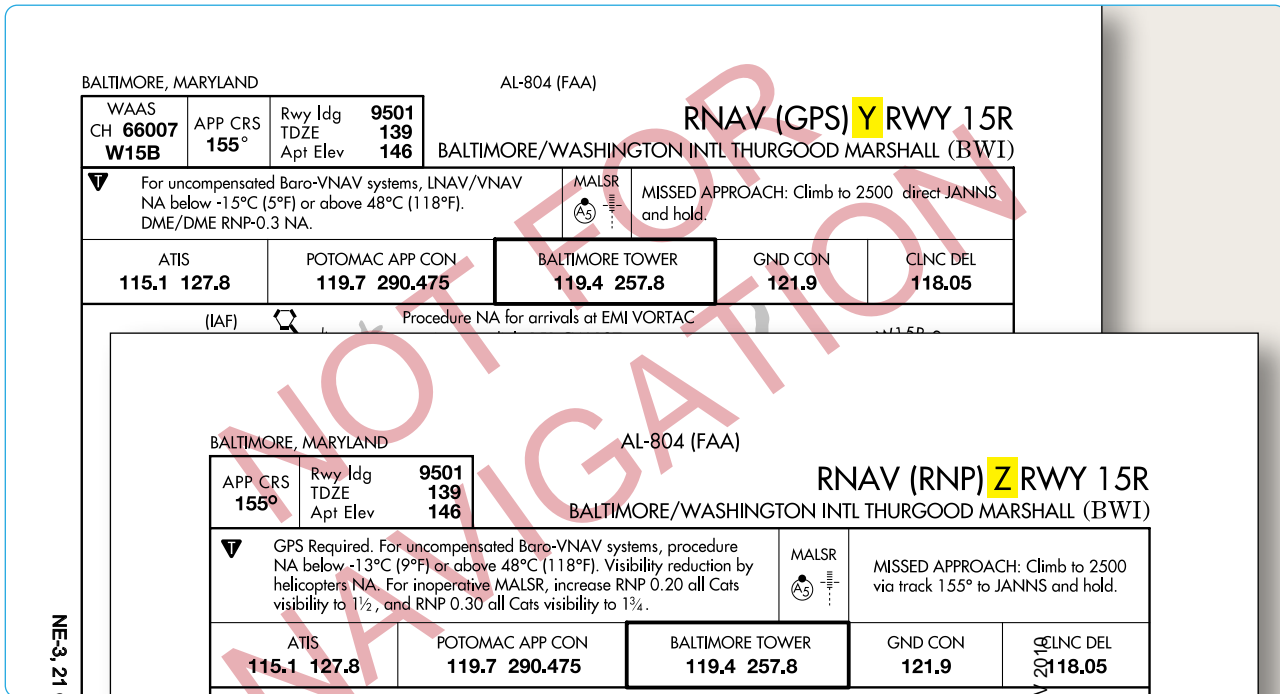 BALTIMORE, MARYLAND
AL-804 (FAA)
WAAS
CH 66007
W15B
APP CRS
155°
Rwy ldg 9501
TDZE 139
Apt Elev 146
RNAV (GPS) Y RWY 15R
BALTIMORE/WASHINGTON INTL THURGOOD MARSHALL (BWI)
T
For uncompensated Baro-VNAV systems, LNAV/VNAV
NA below -15°C (5°F) or above 48°C (118°F).
DME/DME RNP-0.3 NA.
MALSR
A5
MISSED APPROACH: Climb to 2500 direct JANNS
and hold.
ATIS
115.1 127.8
POTOMAC APP CON
119.7 290.475
BALTIMORE TOWER
119.4 257.8
GND CON
121.9
CLNC DEL
118.05
(IAF)
Procedure NA for arrivals at EMI VORTAC
NOT FOR
NAVIGATION
BALTIMORE, MARYLAND
AL-804 (FAA)
APP CRS
155°
Rwy ldg 9501
TDZE 139
Apt Elev 146
RNAV (RNP) Z RWY 15R
BALTIMORE/WASHINGTON INTL THURGOOD MARSHALL (BWI)
T
GPS Required. For uncompensated Baro-VNAV systems, procedure
NA below -13°C (9°F) or above 48°C (118°F). Visibility reduction by
helicopters NA. For inoperative MALSR, increase RNP 0.20 all Cats
visibility to 1½, and RNP 0.30 all Cats visibility to 1¾.
MALSR
A5
MISSED APPROACH: Climb to 2500
via track 155° to JANNS and hold.
ATIS
115.1 127.8
POTOMAC APP CON
119.7 290.475
BALTIMORE TOWER
119.4 257.8
GND CON
121.9
CLNC DEL
118.05
NE-3, 21